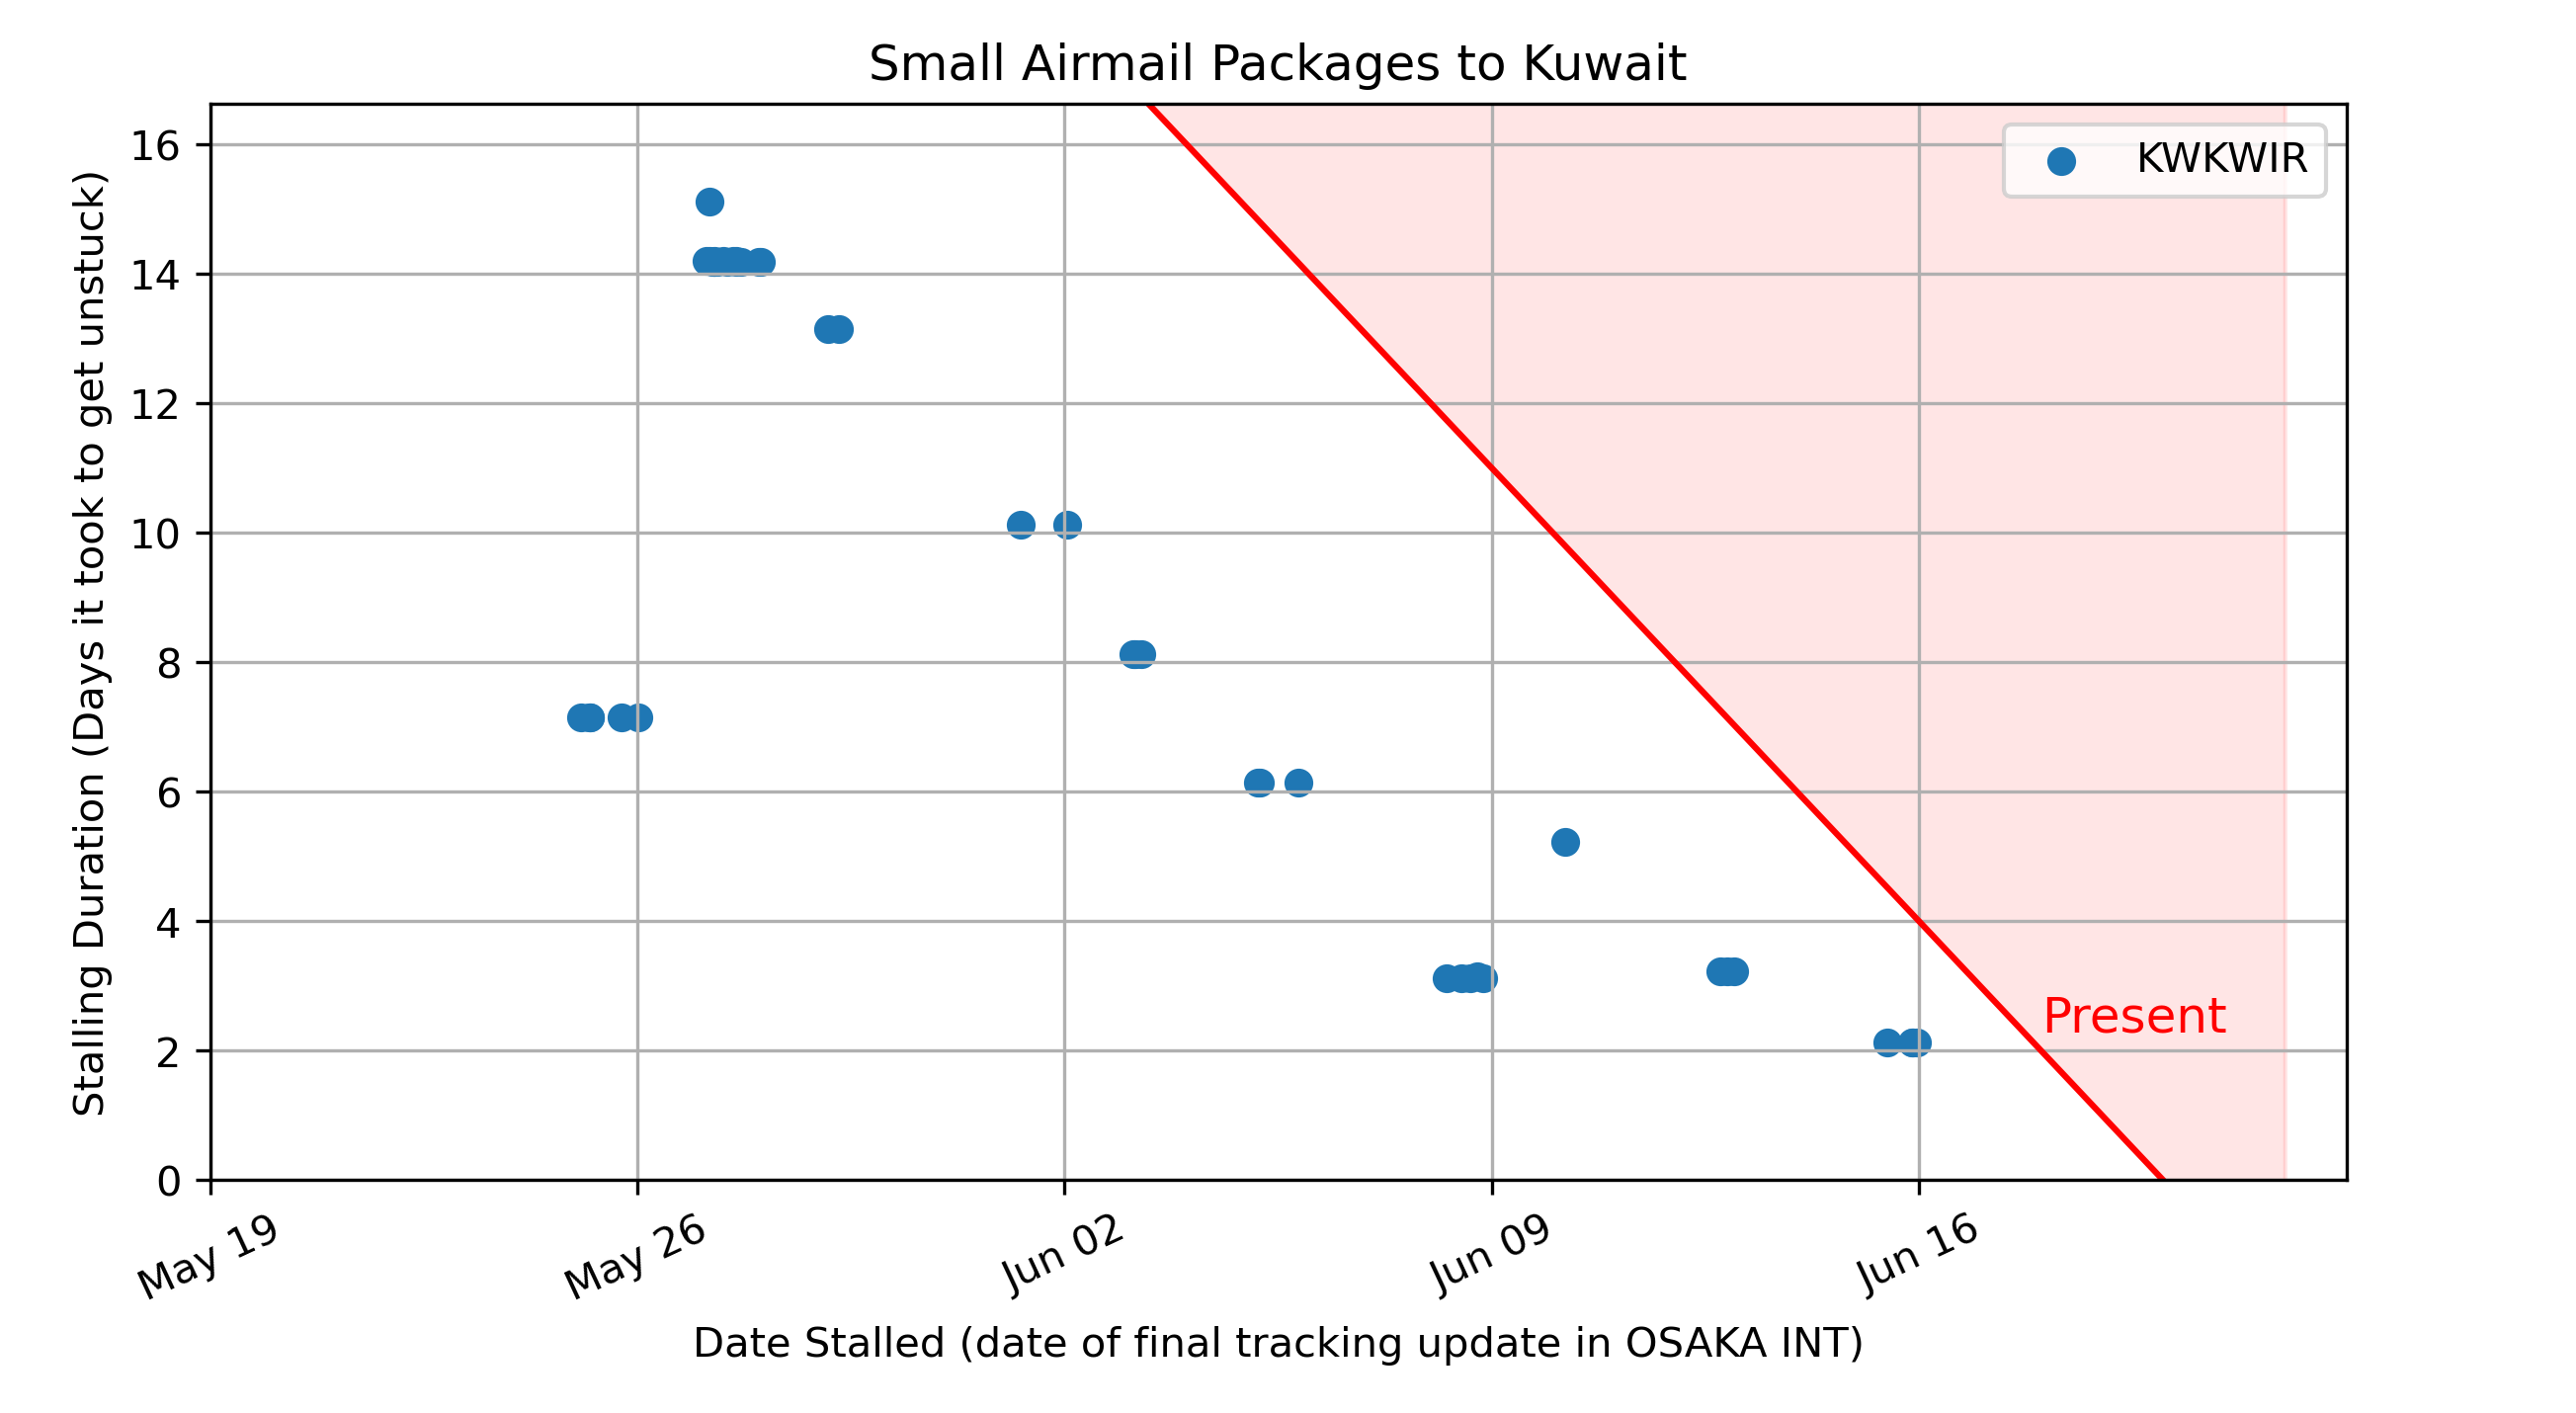 Small Airmail Packages to Kuwait
Stalling Duration (Days it took to get unstuck)
16
14
12
10
8
6
4
2
0
KWKWIR
Present
May 19
May 26
Jun 02
Jun 09
Jun 16
Date Stalled (date of final tracking update in OSAKA INT)